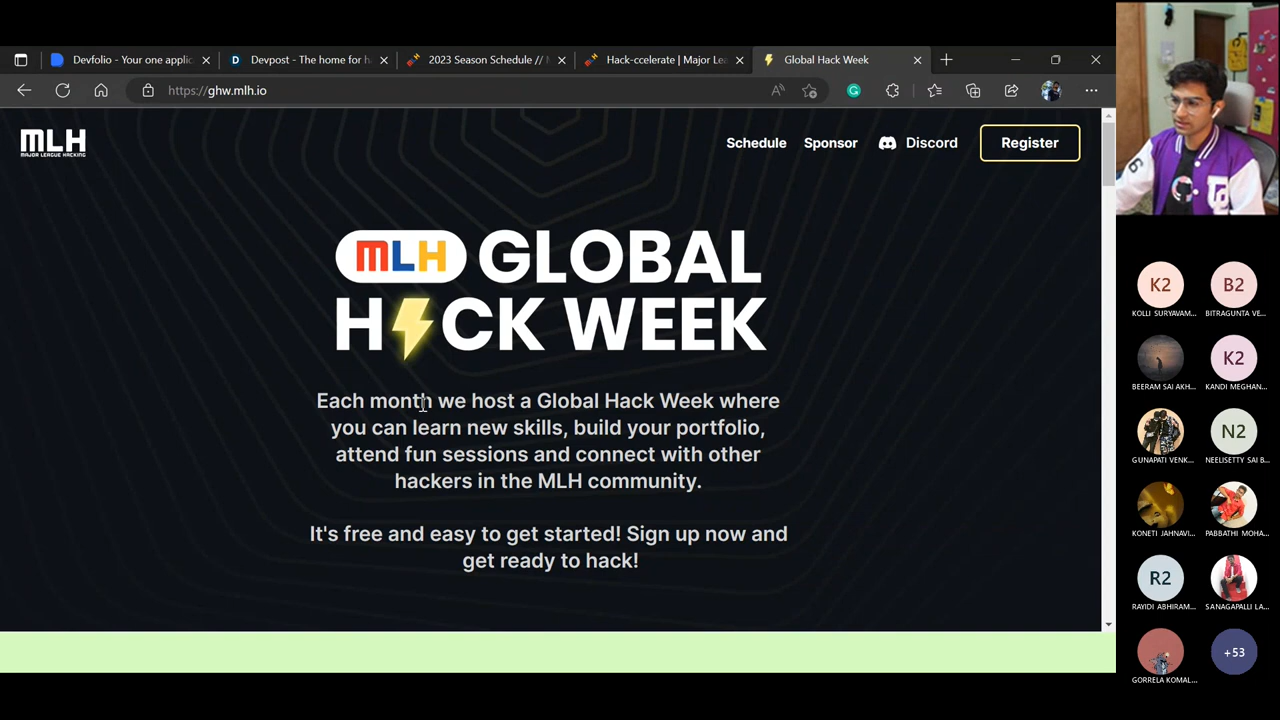 Devfolio - Your one applic
Devpost - The home for h
2023 Season Schedule //
Hack-ccelerate | Major Lea
Global Hack Week
https://ghw.mlh.io
MLH
MAJOR LEAGUE HACKING
Schedule
Sponsor
Discord
Register
MLH GLOBAL
HACK WEEK
Each month we host a Global Hack Week where
you can learn new skills, build your portfolio,
attend fun sessions and connect with other
hackers in the MLH community.
It's free and easy to get started! Sign up now and
get ready to hack!
K2
B2
KOLLI SURYAVAM...
BITRAGUNTA VE...
K2
BEERAM SAI AKH...
KANDI MEGHAN...
N2
GUNAPATI VENK...
NEELISETTY SAI B...
KONETI JAHNAVI...
PABBATHI MOHA...
R2
RAYIDI ABHIRAM...
SANAGAPALLI LA...
+53
GORRELA KOMAL...